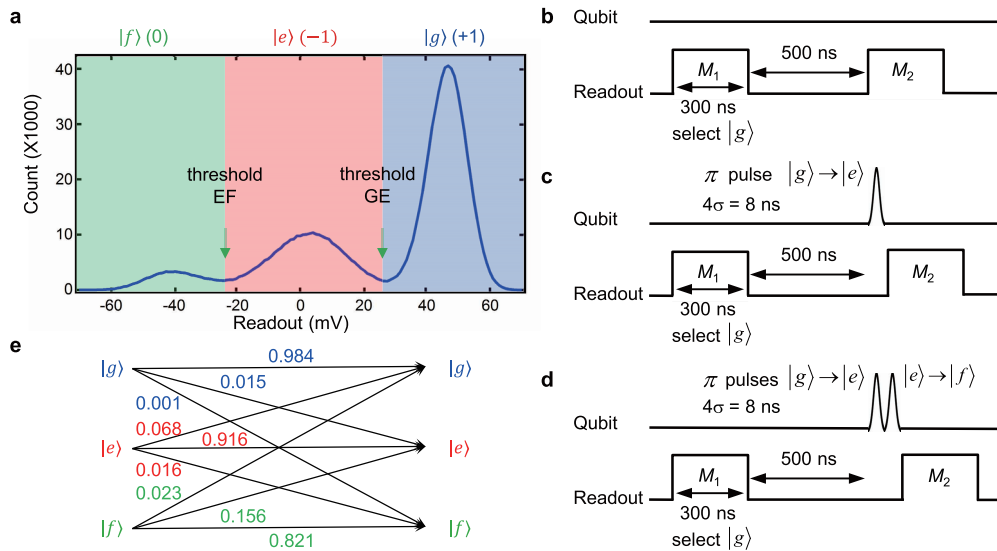 a
|f⟩ (0) |e⟩ (−1) |g⟩ (+1)
40
30
20
10
0
Count (X1000)
threshold
EF
threshold
GE
-60 -40 -20 0 20 40 60
Readout (mV)
b
Qubit
Readout
M1
500 ns
M2
300 ns
select |g⟩
c
π pulse |g⟩→|e⟩
4σ = 8 ns
Qubit
Readout
M1
500 ns
M2
300 ns
select |g⟩
d
π pulses |g⟩→|e⟩ |e⟩→|f⟩
4σ = 8 ns
Qubit
Readout
M1
500 ns
M2
300 ns
select |g⟩
e
|g⟩ 0.984 |g⟩
0.015
0.001
0.068
|e⟩ 0.916 |e⟩
0.016
0.023
|f⟩ 0.156 |f⟩
0.821